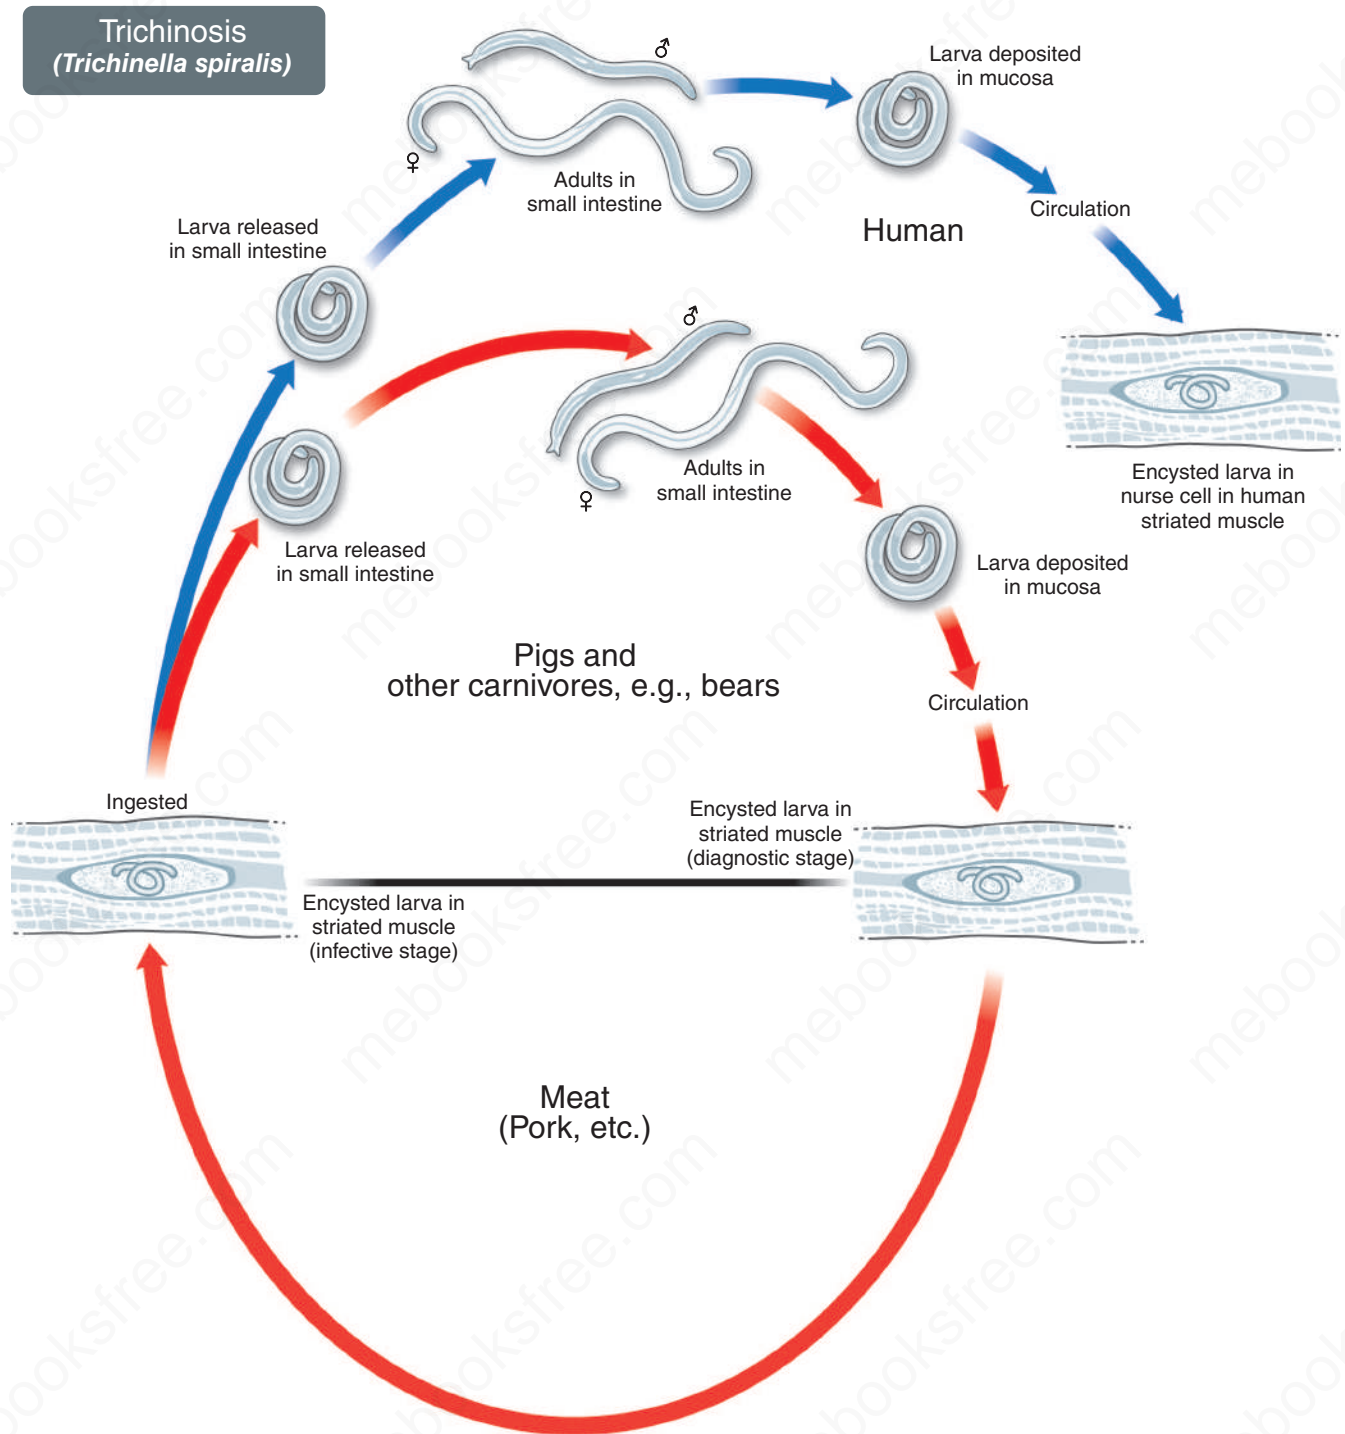 Trichinosis
(Trichinella spiralis)
♂
♀
Adults in
small intestine
Larva deposited
in mucosa
Circulation
Human
Larva released
in small intestine
Encysted larva in
nurse cell in human
striated muscle
♂
♀
Adults in
small intestine
Larva released
in small intestine
Larva deposited
in mucosa
Pigs and
other carnivores, e.g., bears
Circulation
Ingested
Encysted larva in
striated muscle
(diagnostic stage)
Encysted larva in
striated muscle
(infective stage)
Meat
(Pork, etc.)
mebooksfree.com